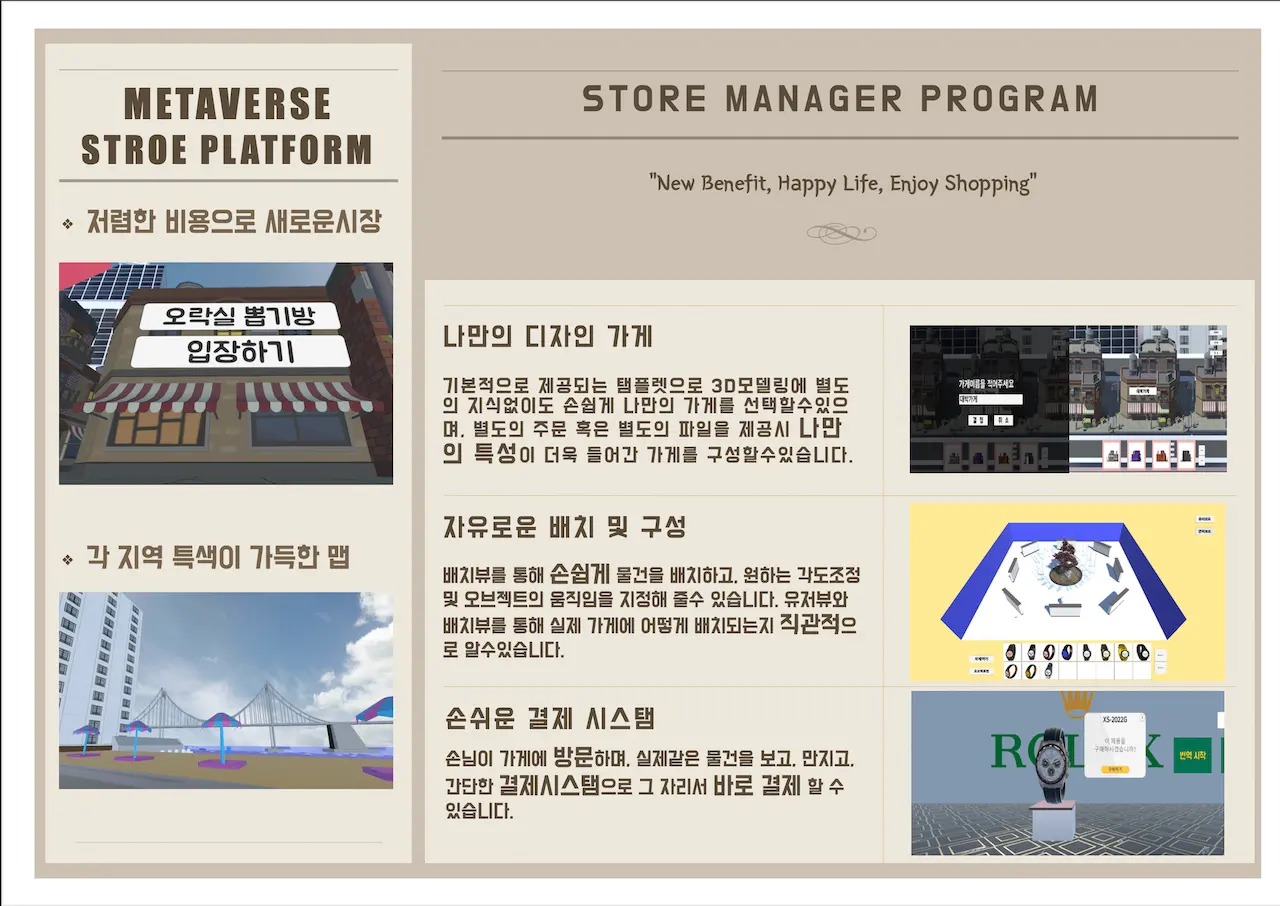 METAVERSE
STROE PLATFORM
❖ 저렴한 비용으로 새로운시장
오락실 뽑기방
입장하기
❖ 각 지역 특색이 가득한 맵
STORE MANAGER PROGRAM
"New Benefit, Happy Life, Enjoy Shopping"
나만의 디자인 가게
기본적으로 제공되는 탬플렛으로 3D모델링에 별도
의 지식없이도 손쉽게 나만의 가게를 선택할수있으
며, 별도의 주문 혹은 별도의 파일을 제공시 나만
의 특성이 더욱 들어간 가게를 구성할수있습니다.
가게이름을 적어주세요
대박가게
결 정 취 소
대박가게
자유로운 배치 및 구성
배치뷰를 통해 손쉽게 물건을 배치하고, 원하는 각도조정
및 오브젝트의 움직임을 지정해 줄수 있습니다. 유저뷰와
배치뷰를 통해 실제 가게에 어떻게 배치되는지 직관적으
로 알수있습니다.
손쉬운 결제 시스탬
손님이 가게에 방문하며, 실제같은 물건을 보고, 만지고,
간단한 결제시스탬으로 그 자리서 바로 결제 할 수
있습니다.
XS-2022G
이 제품을
구매하시겠습니까?
구매하기
번역 시작